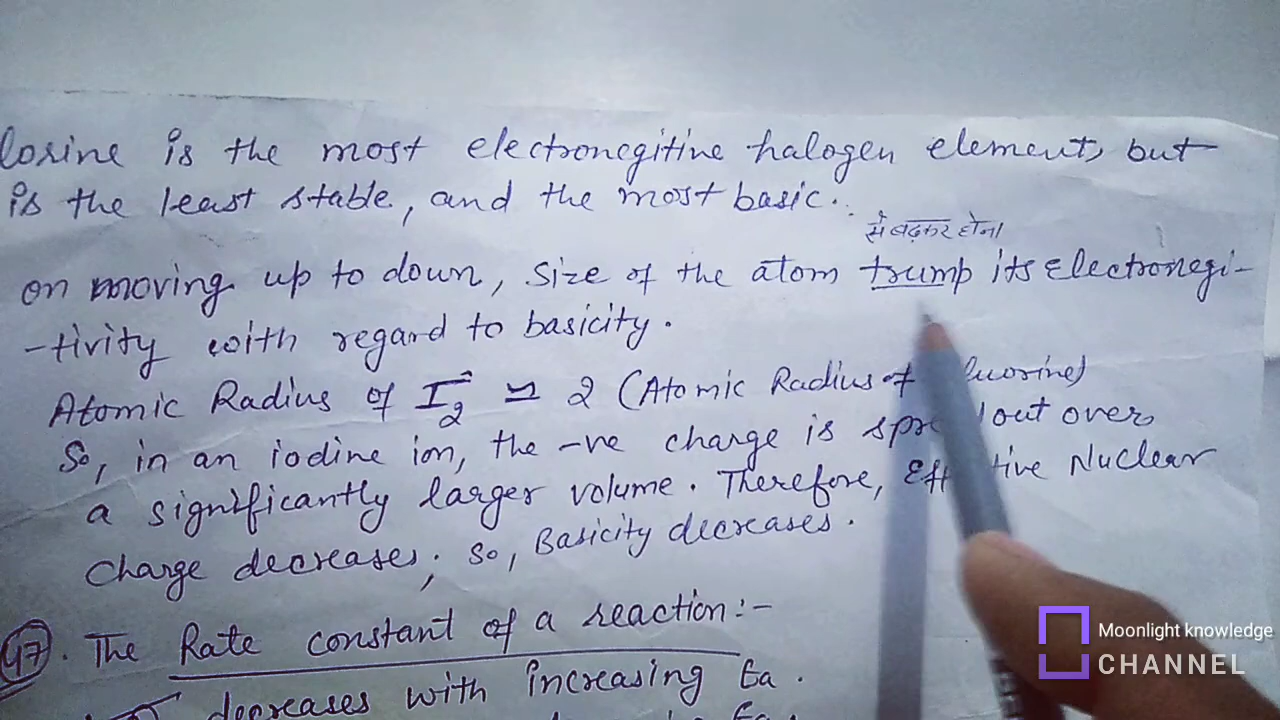 lorine is the most electronegitive halogen element, but
is the least stable, and the most basic.
से बढ़कर होना
on moving up to down, size of the atom trump its Electronegi-
-tivity with regard to basicity.
Atomic Radius of I2 ≃ 2 (Atomic Radius of luorine)
So, in an iodine ion, the -ve charge is spre out over
a significantly larger volume. Therefore, Eff tive Nuclear
Charge decreases; So, Basicity decreases.
47. The Rate constant of a reaction:-
decreases with increasing Ea.
Moonlight knowledge
CHANNEL